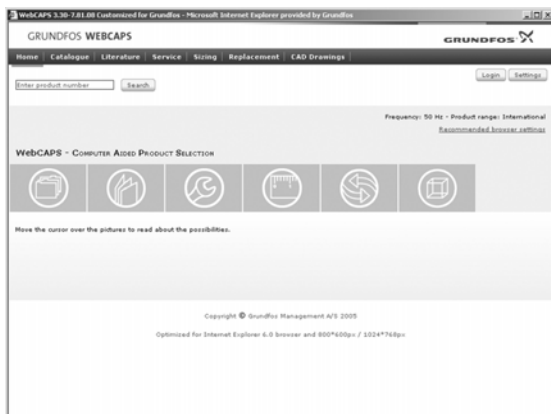 WebCAPS 3.30-7.81.08 Customized for Grundfos - Microsoft Internet Explorer provided by Grundfos
GRUNDFOS WEBCAPS
GRUNDFOS
Home Catalogue Literature Service Sizing Replacement CAD Drawings
Login Settings
Enter product number Search
Frequency: 50 Hz - Product range: International
Recommended browser settings
WebCAPS - Computer Aided Product Selection
Move the cursor over the pictures to read about the possibilities.
Copyright © Grundfos Management A/S 2005
Optimized for Internet Explorer 6.0 browser and 800*600px / 1024*768px